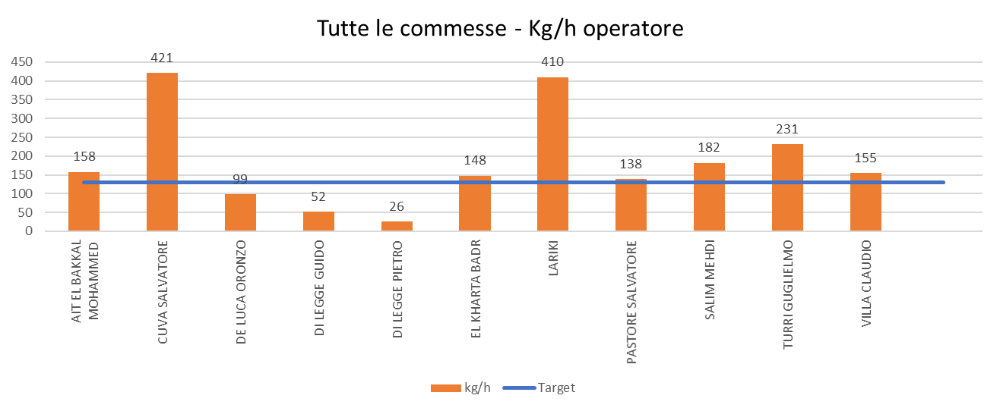 Tutte le commesse - Kg/h operatore
450
400
350
300
250
200
150
100
50
0
158
421
99
52
26
148
410
138
182
231
155
AIT EL BAKKAL
MOHAMMED
CUVA SALVATORE
DE LUCA ORONZO
DI LEGGE GUIDO
DI LEGGE PIETRO
EL KHARTA BADR
LARIKI
PASTORE SALVATORE
SALIM MEHDI
TURRI GUGLIELMO
VILLA CLAUDIO
kg/h
Target